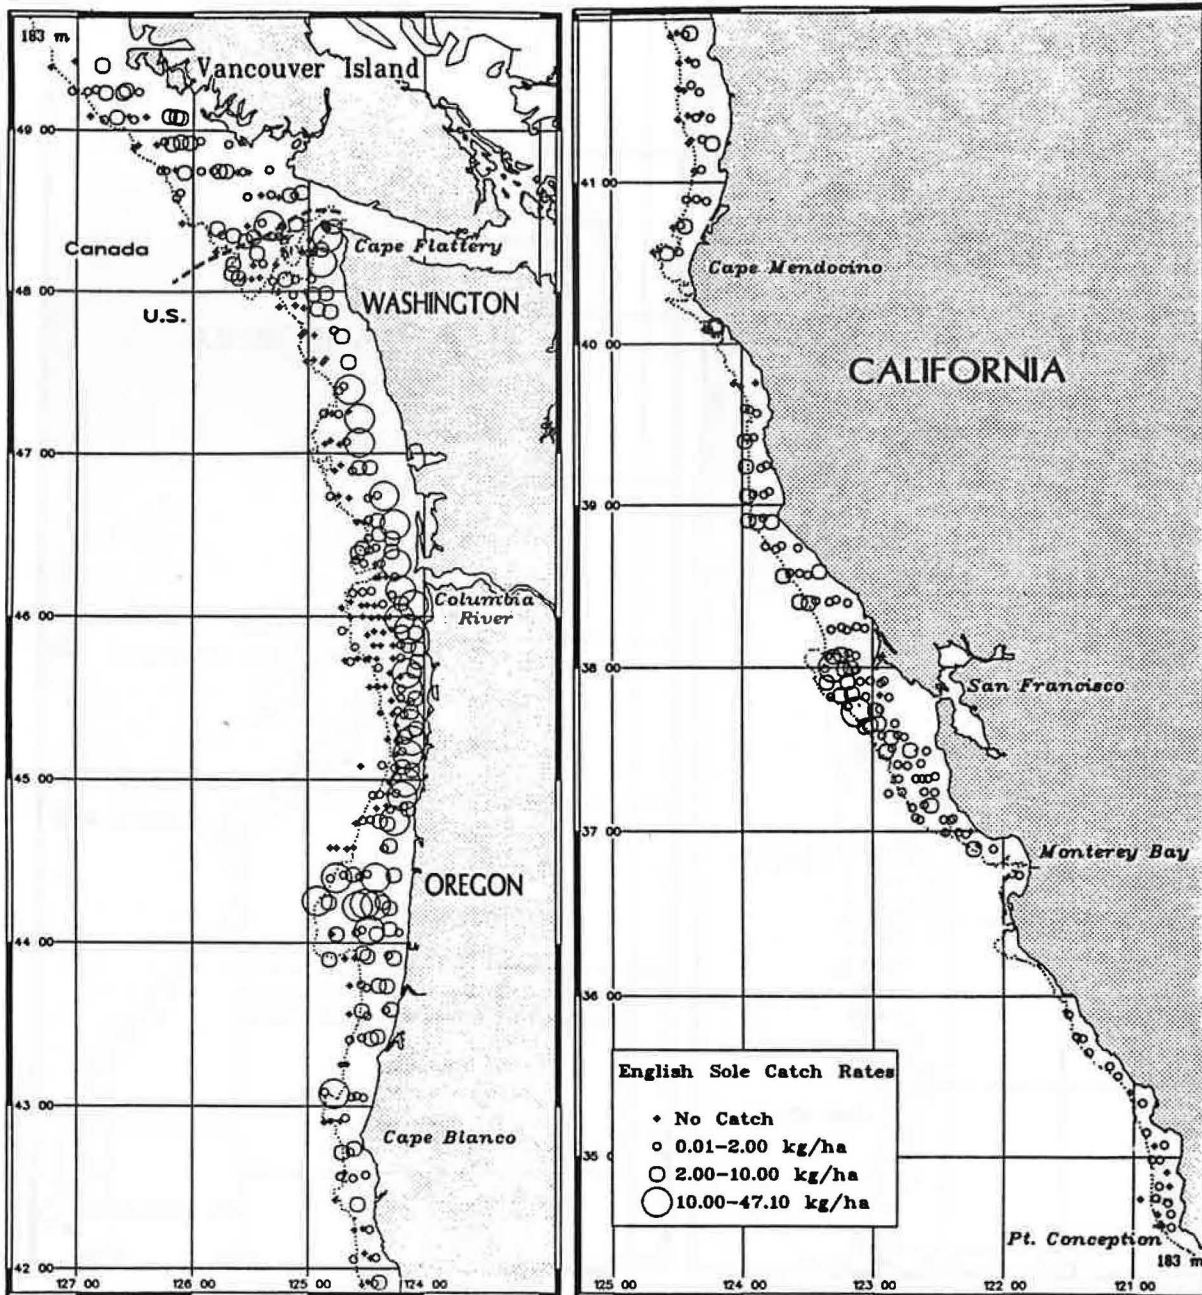 183 m
Vancouver Island
49 00
Canada
Cape Flattery
48 00
U.S.
WASHINGTON
47 00
46 00
Columbia
River
45 00
OREGON
44 00
43 00
Cape Blanco
42 00
127 00
126 00
125 00
124 00
41 00
Cape Mendocino
40 00
CALIFORNIA
39 00
38 00
San Francisco
37 00
Monterey Bay
36 00
English Sole Catch Rates
No Catch
0.01-2.00 kg/ha
2.00-10.00 kg/ha
10.00-47.10 kg/ha
35 00
Pt. Conception
183 m
125 00
124 00
123 00
122 00
121 00